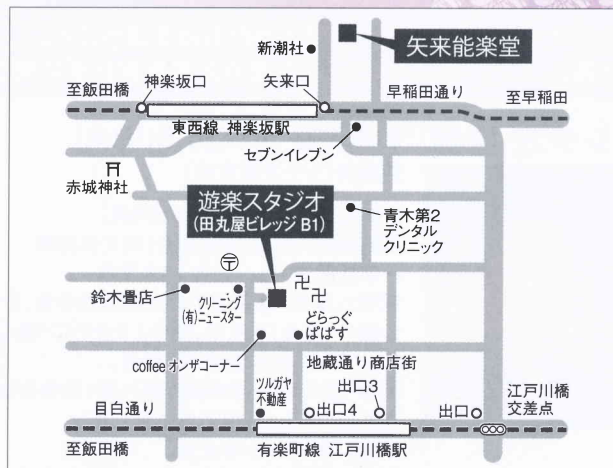 新潮社
矢来能楽堂
至飯田橋
神楽坂口
矢来口
早稲田通り
至早稲田
東西線 神楽坂駅
セブンイレブン
赤城神社
遊楽スタジオ
(田丸屋ビレッジ B1)
青木第2
デンタル
クリニック
〒
鈴木畳店
クリーニング
(有)ニュースター
卍
卍
どらっぐ
ぱぱす
coffee オンザコーナー
地蔵通り商店街
ツルガヤ
不動産
出口3
出口4
出口
江戸川橋
交差点
目白通り
至飯田橋
有楽町線 江戸川橋駅